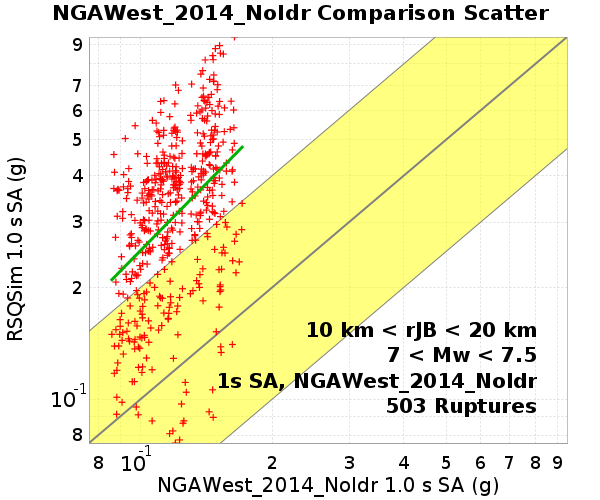 NGAWest_2014_NoIdr Comparison Scatter
9
7
6
5
4
3
2
10⁻¹
8
RSQSim 1.0 s SA (g)
10 km < rJB < 20 km
7 < Mw < 7.5
1s SA, NGAWest_2014_NoIdr
503 Ruptures
8 10⁻¹ 2 3 4 5 6 7 8 9
NGAWest_2014_NoIdr 1.0 s SA (g)